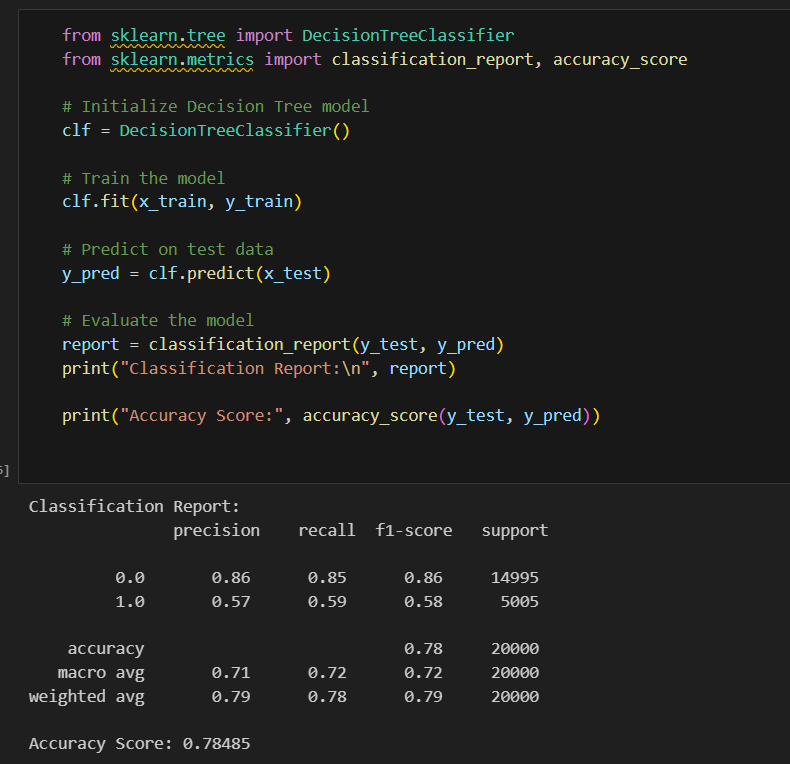 from sklearn.tree import DecisionTreeClassifier
from sklearn.metrics import classification_report, accuracy_score
# Initialize Decision Tree model
clf = DecisionTreeClassifier()
# Train the model
clf.fit(x_train, y_train)
# Predict on test data
y_pred = clf.predict(x_test)
# Evaluate the model
report = classification_report(y_test, y_pred)
print("Classification Report:\n", report)
print("Accuracy Score:", accuracy_score(y_test, y_pred))
]
Classification Report:
precision recall f1-score support
0.0 0.86 0.85 0.86 14995
1.0 0.57 0.59 0.58 5005
accuracy 0.78 20000
macro avg 0.71 0.72 0.72 20000
weighted avg 0.79 0.78 0.79 20000
Accuracy Score: 0.78485